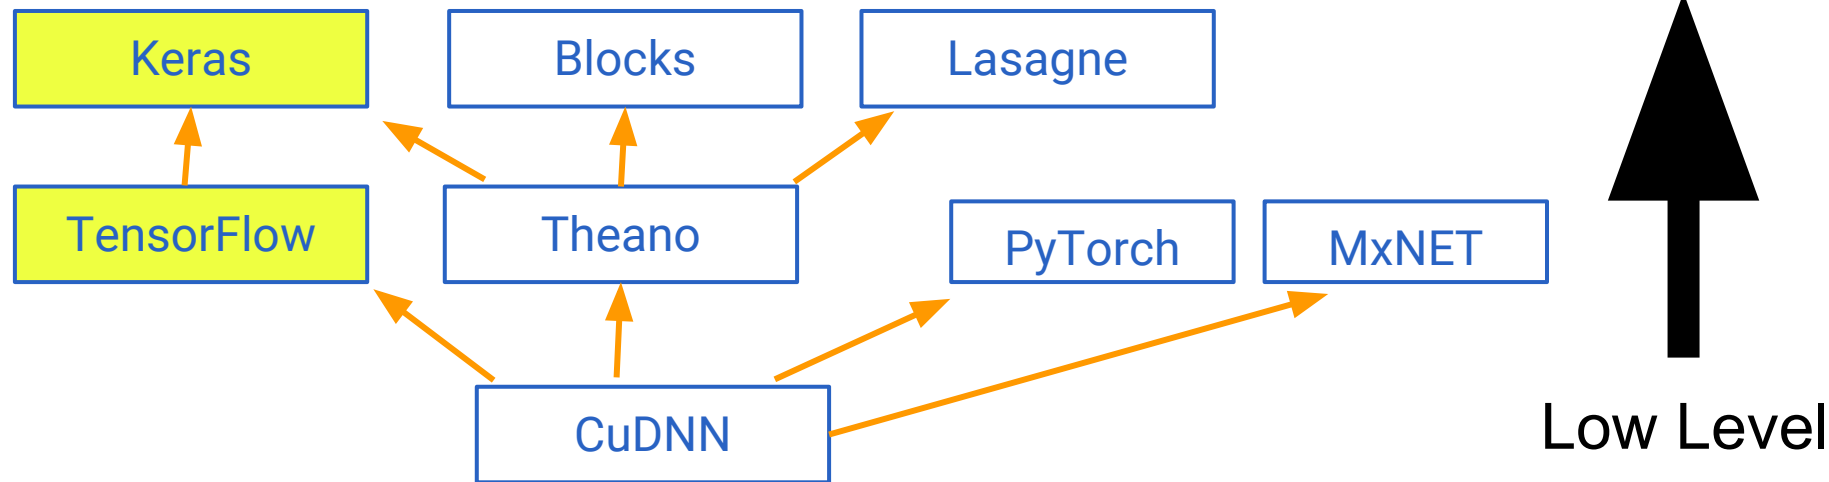 Keras
Blocks
Lasagne
TensorFlow
Theano
PyTorch
MxNET
CuDNN
Low Level